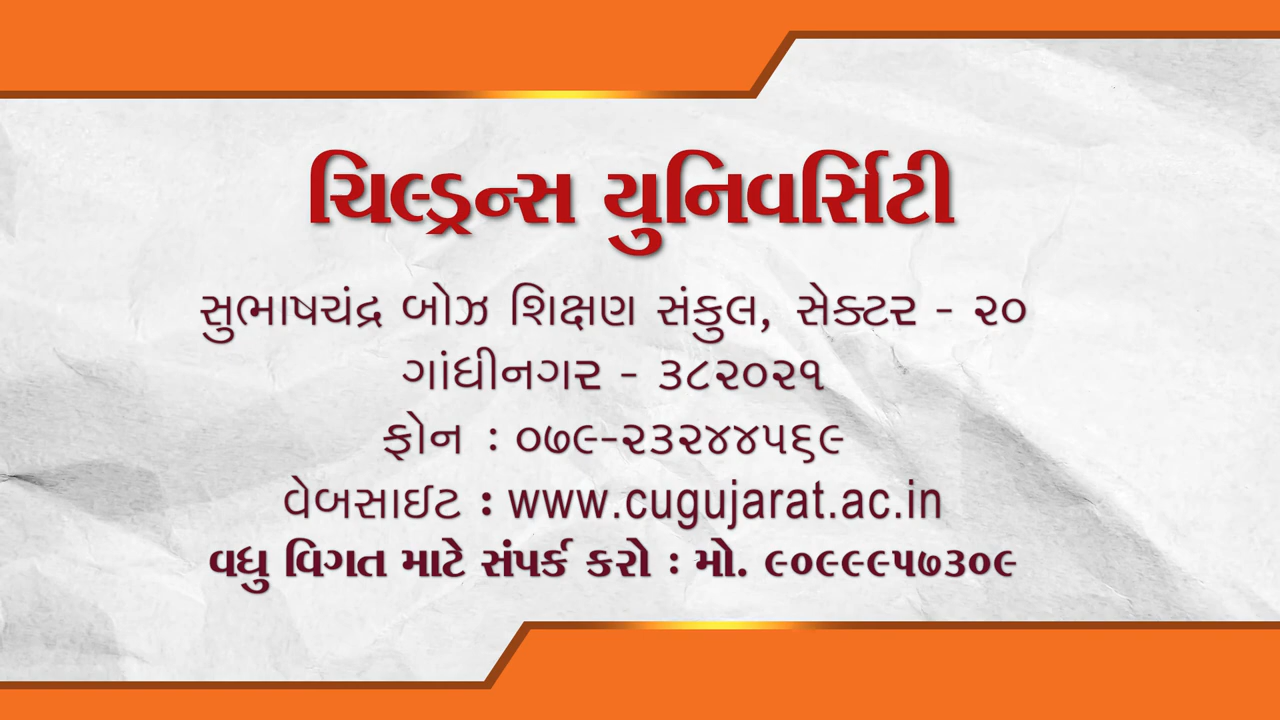 ચિલ્ડ્રન્સ યુનિવર્સિટી
સુભાષચંદ્ર બોઝ શિક્ષણ સંકુલ, સેક્ટર - ૨૦
ગાંધીનગર - ૩૮૨૦૨૧
ફોન : ૦૭૯-૨૩૨૪૪૫૬૯
વેબસાઇટ : www.cugujarat.ac.in
વધુ વિગત માટે સંપર્ક કરો : મો. ૯૦૯૯૯૫૭૩૦૯